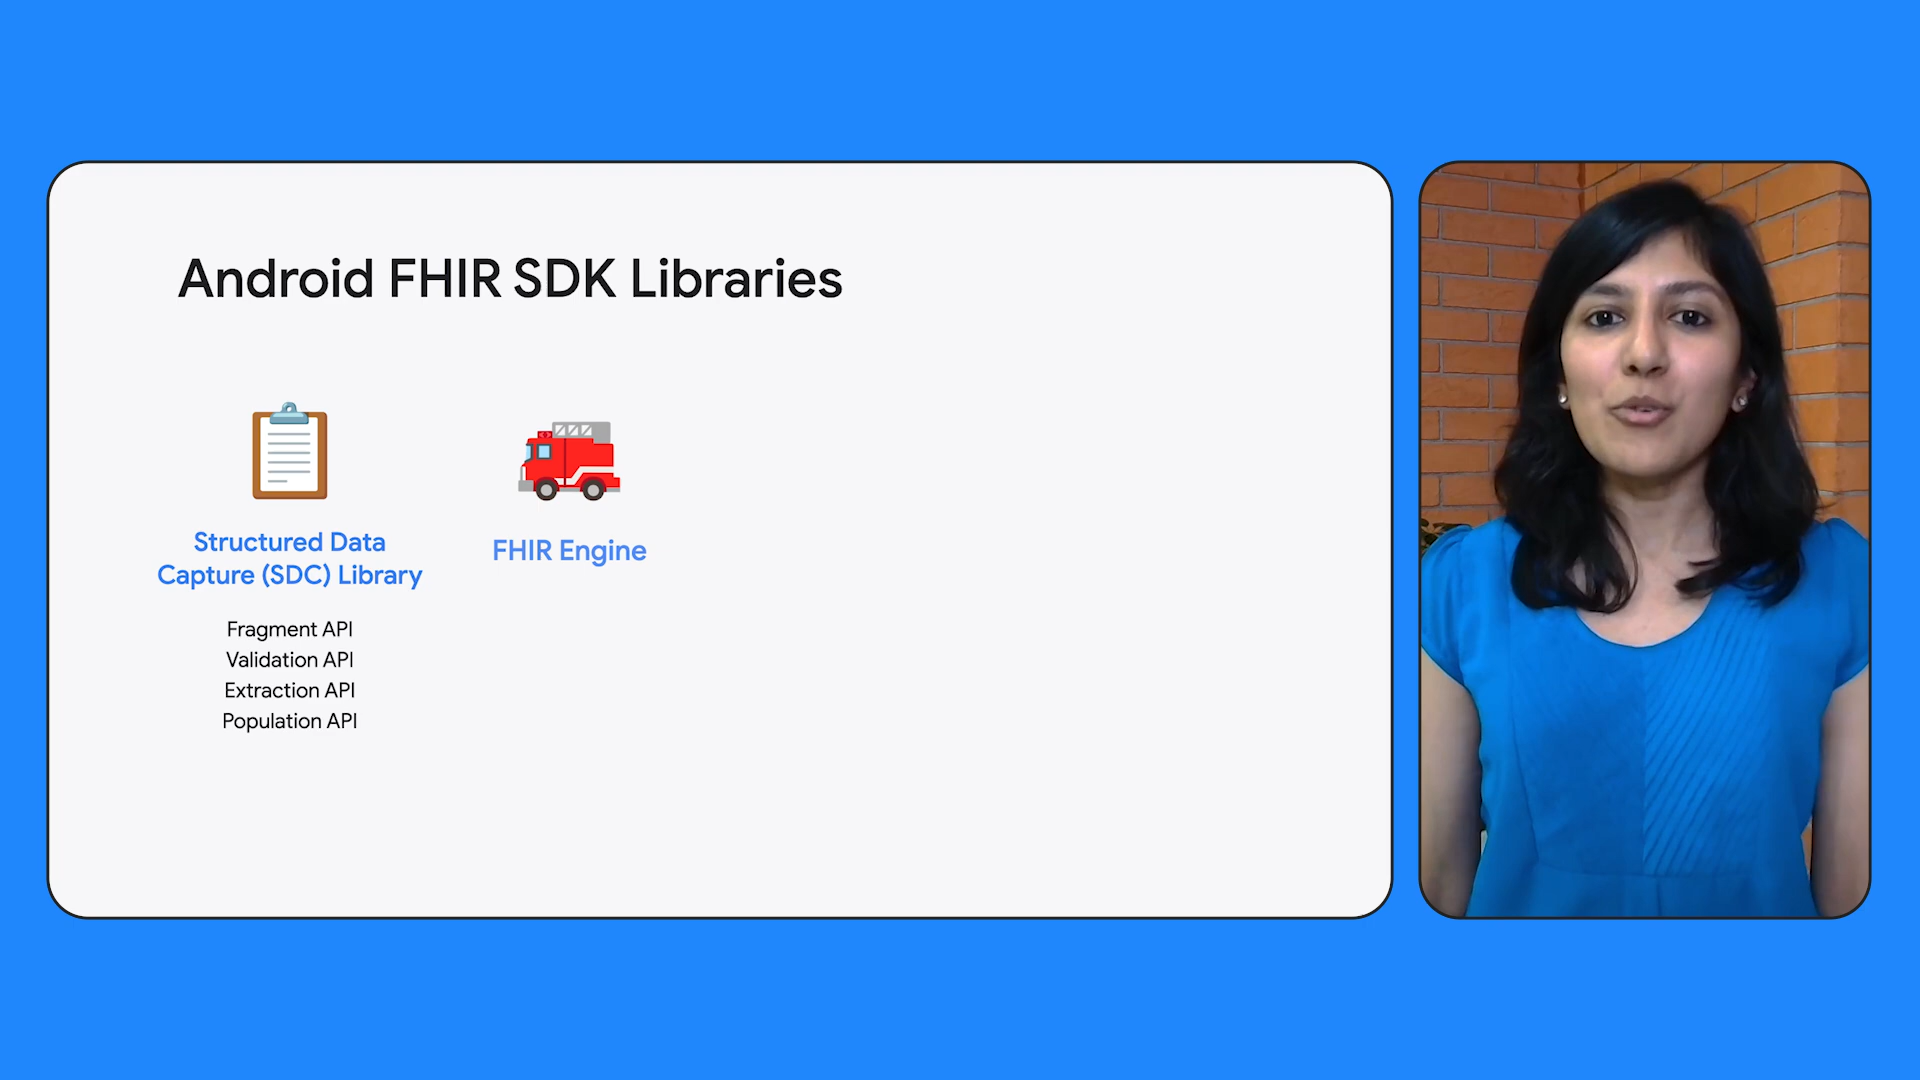 Android FHIR SDK Libraries
Structured Data
Capture (SDC) Library
Fragment API
Validation API
Extraction API
Population API
FHIR Engine